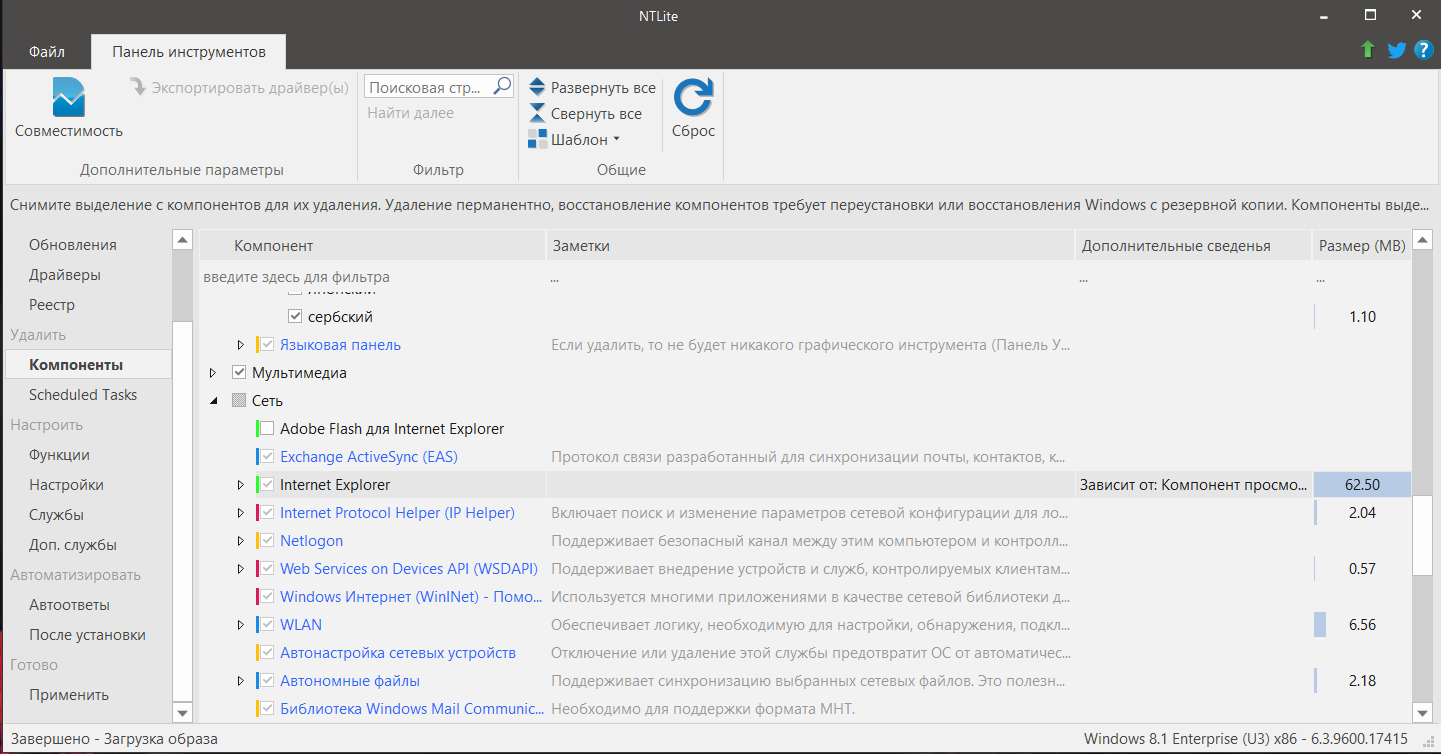 NTLite
Файл
Панель инструментов
Совместимость
Экспортировать драйвер(ы)
Дополнительные параметры
Поисковая стр...
Найти далее
Фильтр
Развернуть все
Свернуть все
Шаблон
Общие
Сброс
Снимите выделение с компонентов для их удаления. Удаление перманентно, восстановление компонентов требует переустановки или восстановления Windows с резервной копии. Компоненты выде...
Обновления
Драйверы
Реестр
Удалить
Компоненты
Scheduled Tasks
Настроить
Функции
Настройки
Службы
Доп. службы
Автоматизировать
Автоответы
После установки
Готово
Применить
Компонент Заметки Дополнительные сведенья Размер (MB)
введите здесь для фильтра ... ... ...
японский
сербский 1.10
Языковая панель Если удалить, то не будет никакого графического инструмента (Панель У...
Мультимедиа
Сеть
Adobe Flash для Internet Explorer
Exchange ActiveSync (EAS) Протокол связи разработанный для синхронизации почты, контактов, к...
Internet Explorer Зависит от: Компонент просмо... 62.50
Internet Protocol Helper (IP Helper) Включает поиск и изменение параметров сетевой конфигурации для ло... 2.04
Netlogon Поддерживает безопасный канал между этим компьютером и контролл...
Web Services on Devices API (WSDAPI) Поддерживает внедрение устройств и служб, контролируемых клиентам... 0.57
Windows Интернет (WinINet) - Помо... Используется многими приложениями в качестве сетевой библиотеки д...
WLAN Обеспечивает логику, необходимую для настройки, обнаружения, подкл... 6.56
Автонастройка сетевых устройств Отключение или удаление этой службы предотвратит ОС от автоматичес...
Автономные файлы Поддерживает синхронизацию выбранных сетевых файлов. Это полезн... 2.18
Библиотека Windows Mail Communic... Необходимо для поддержки формата MHT.
Завершено - Загрузка образа
Windows 8.1 Enterprise (U3) x86 - 6.3.9600.17415